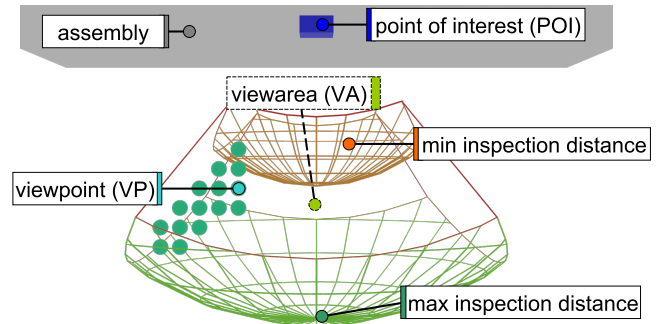 assembly
point of interest (POI)
viewarea (VA)
min inspection distance
viewpoint (VP)
max inspection distance